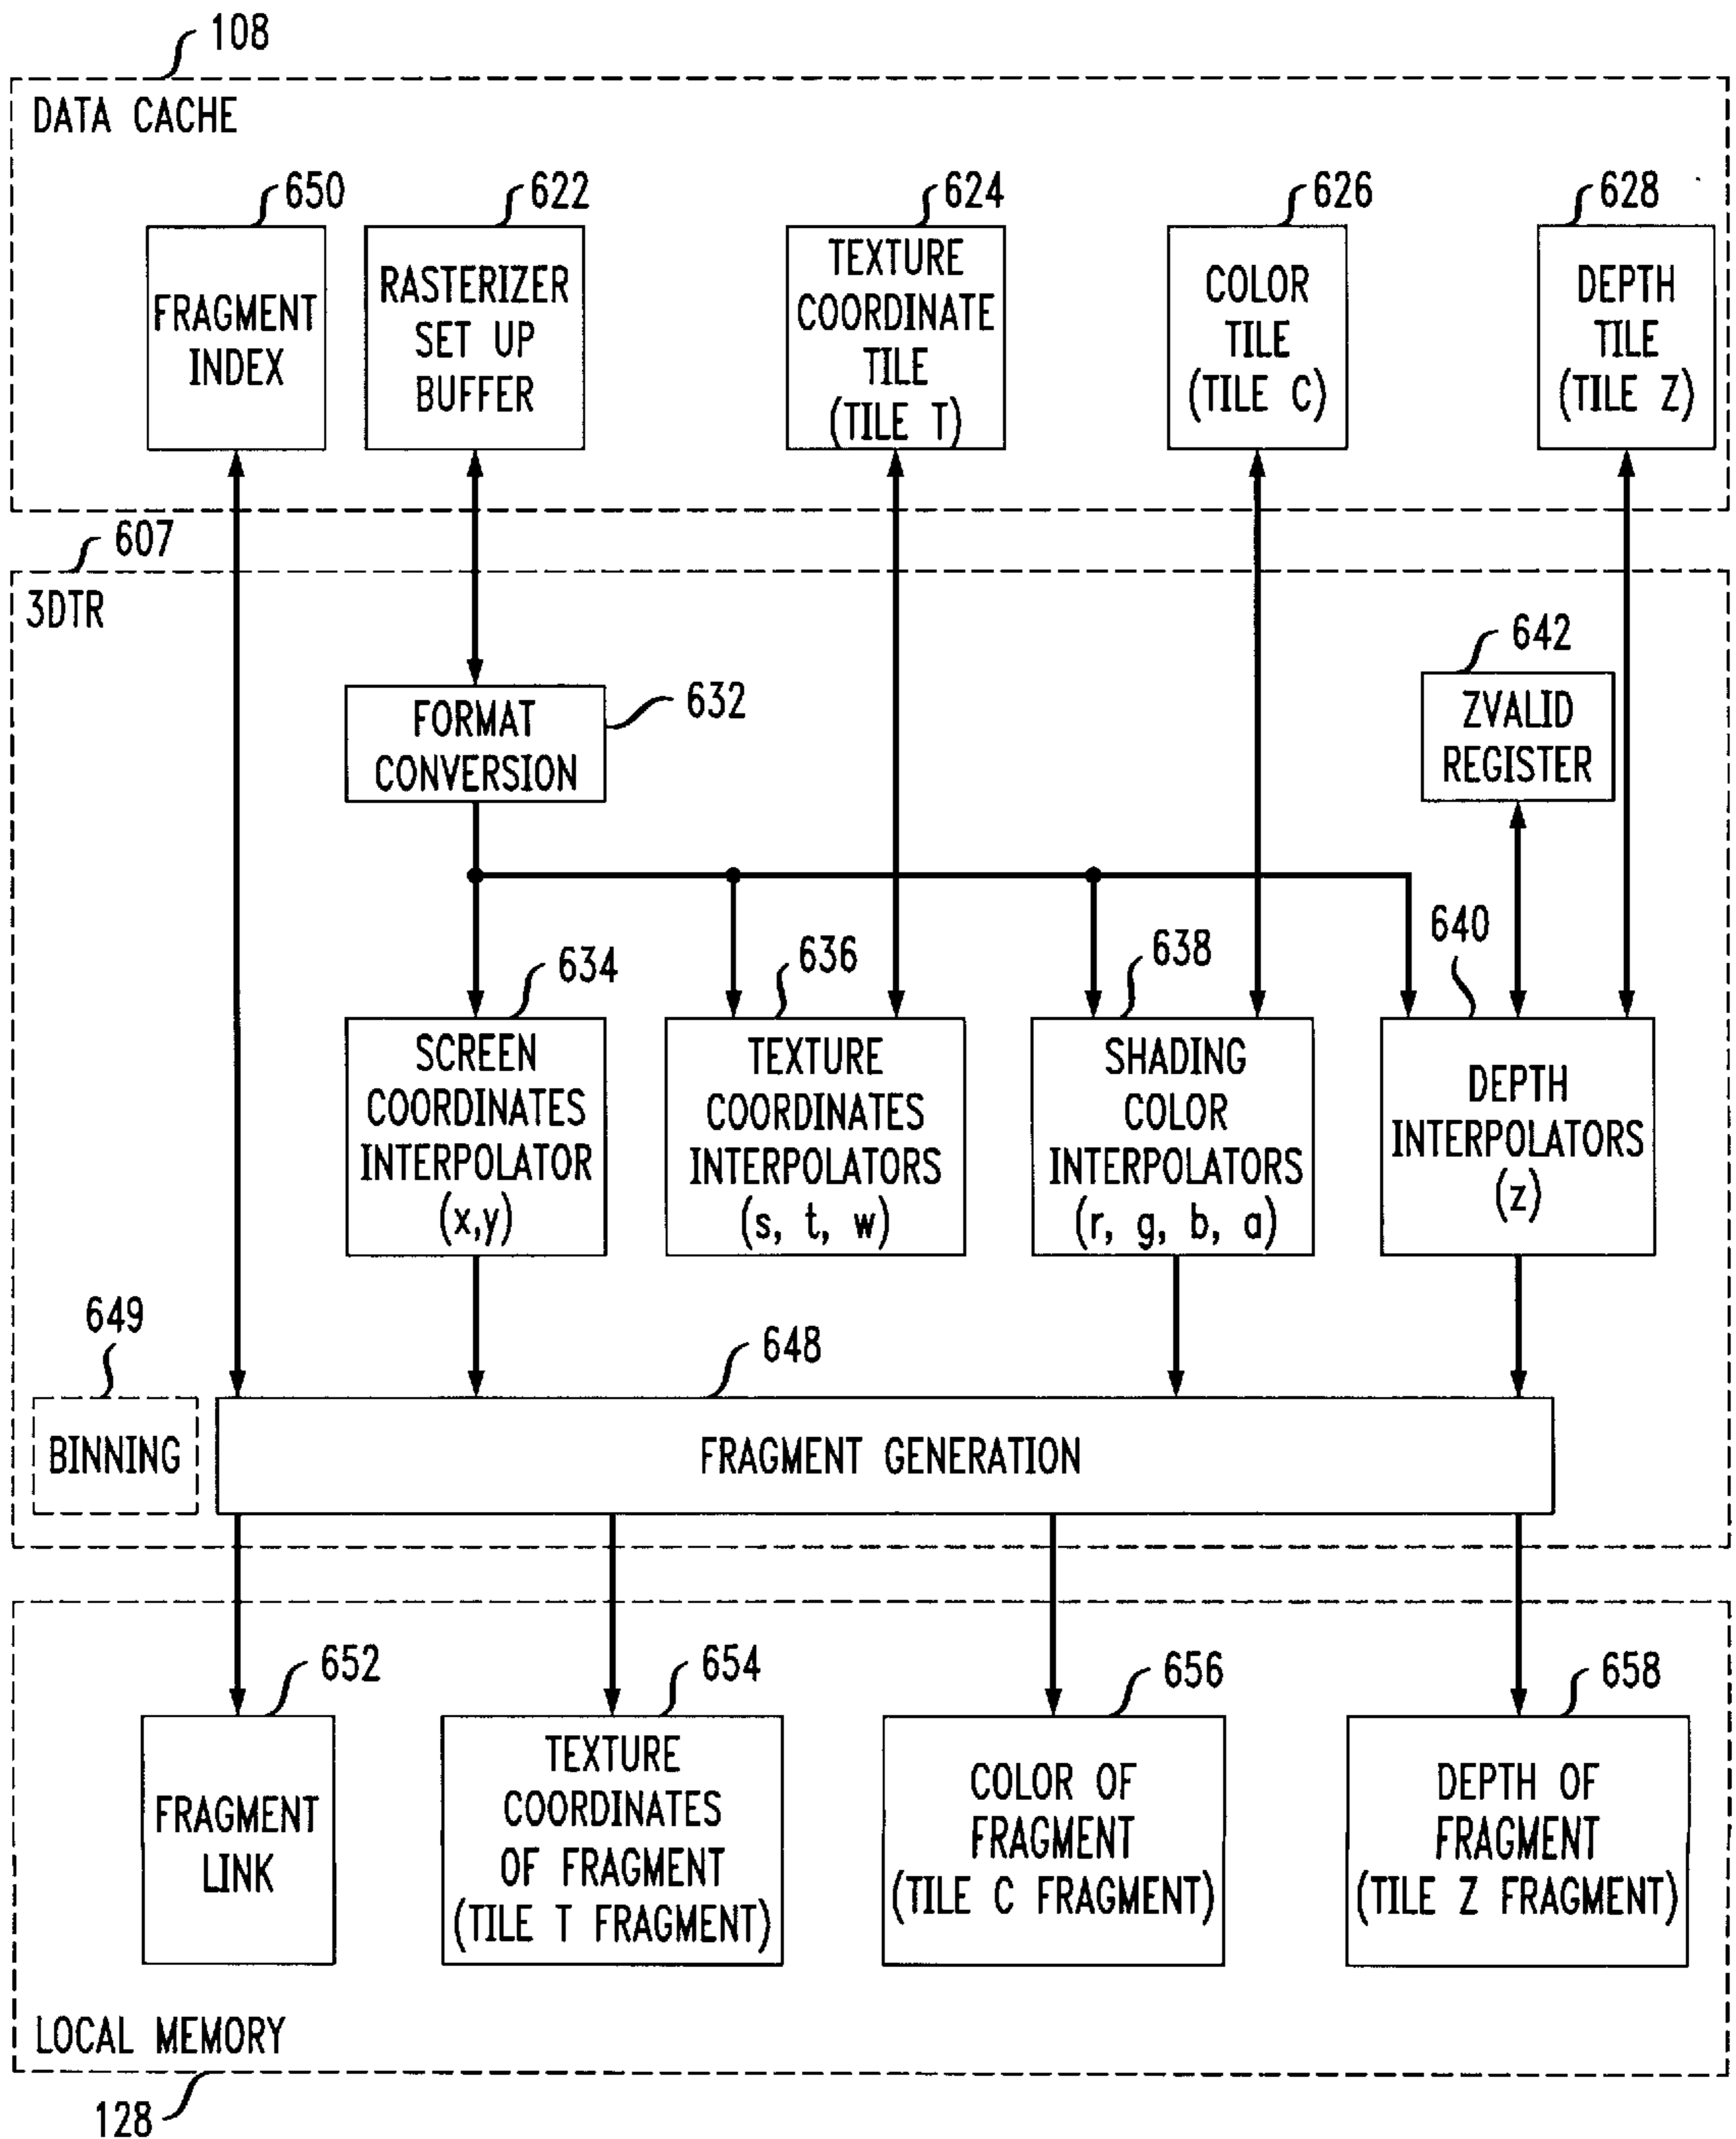 108
DATA CACHE
650
622
624
626
628
FRAGMENT
INDEX
RASTERIZER
SET UP
BUFFER
TEXTURE
COORDINATE
TILE
(TILE T)
COLOR
TILE
(TILE C)
DEPTH
TILE
(TILE Z)
607
3DTR
642
632
FORMAT
CONVERSION
ZVALID
REGISTER
634
636
638
640
SCREEN
COORDINATES
INTERPOLATOR
(x,y)
TEXTURE
COORDINATES
INTERPOLATORS
(s, t, w)
SHADING
COLOR
INTERPOLATORS
(r, g, b, a)
DEPTH
INTERPOLATORS
(z)
649
648
BINNING
FRAGMENT GENERATION
652
654
656
658
FRAGMENT
LINK
TEXTURE
COORDINATES
OF FRAGMENT
(TILE T FRAGMENT)
COLOR OF
FRAGMENT
(TILE C FRAGMENT)
DEPTH OF
FRAGMENT
(TILE Z FRAGMENT)
LOCAL MEMORY
128